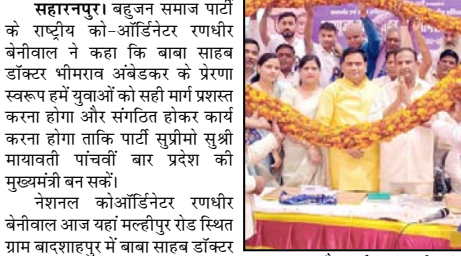 सहारनपुर। बहुजन समाज पार्टी
के राष्ट्रीय को-ऑर्डिनेटर रणधीर
बेनीवाल ने कहा कि बाबा साहब
डॉक्टर भीमराव अंबेडकर के प्रेरणा
स्वरूप हमें युवाओं को सही मार्ग प्रशस्त
करना होगा और संगठित होकर कार्य
करना होगा ताकि पार्टी सुप्रीमो सुश्री
मायावती पांचवीं बार प्रदेश की
मुख्यमंत्री बन सकें।
नेशनल कोऑर्डिनेटर रणधीर
बेनीवाल आज यहां मल्हीपुर रोड स्थित
ग्राम बादशाहपुर में बाबा साहब डॉक्टर